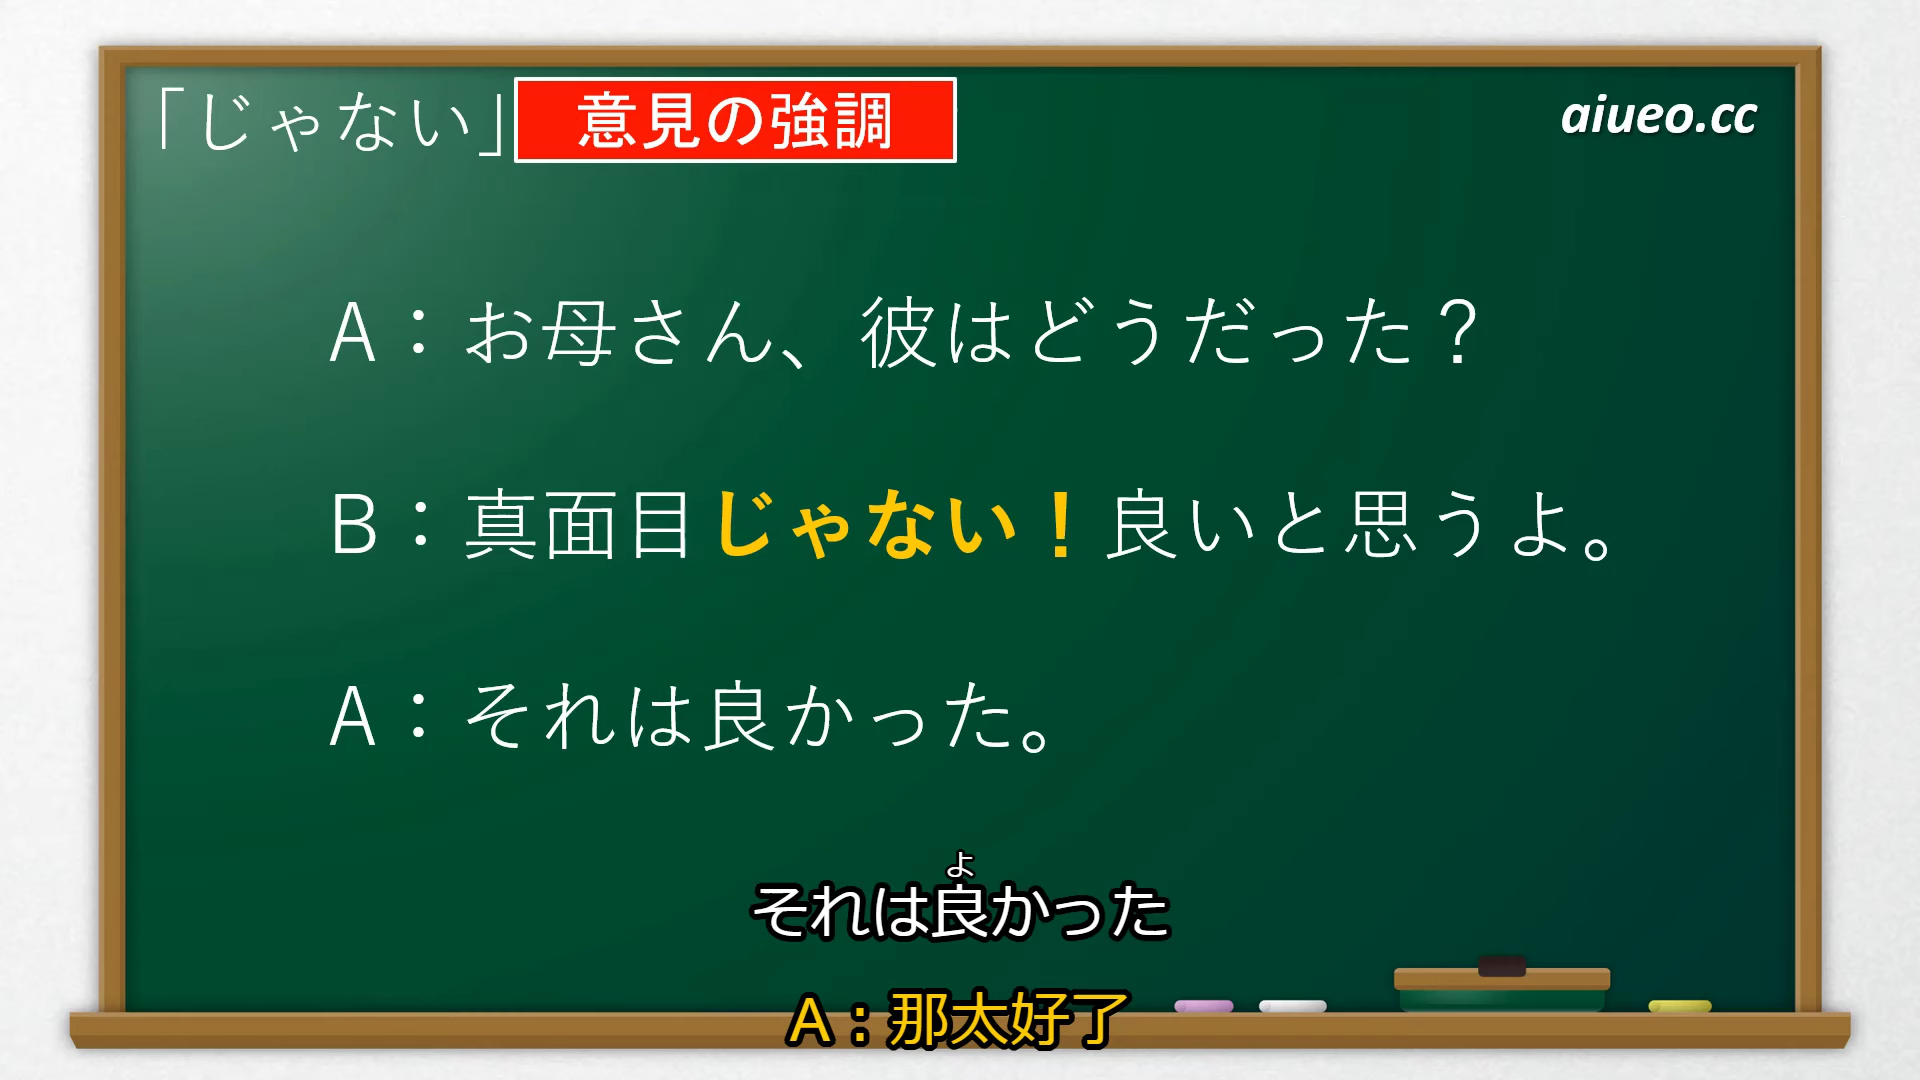 「じゃない」 意見の強調
aiueo.cc
A：お母さん、彼はどうだった？
B：真面目じゃない！良いと思うよ。
A：それは良かった。
よ
それは良かった
A：那太好了